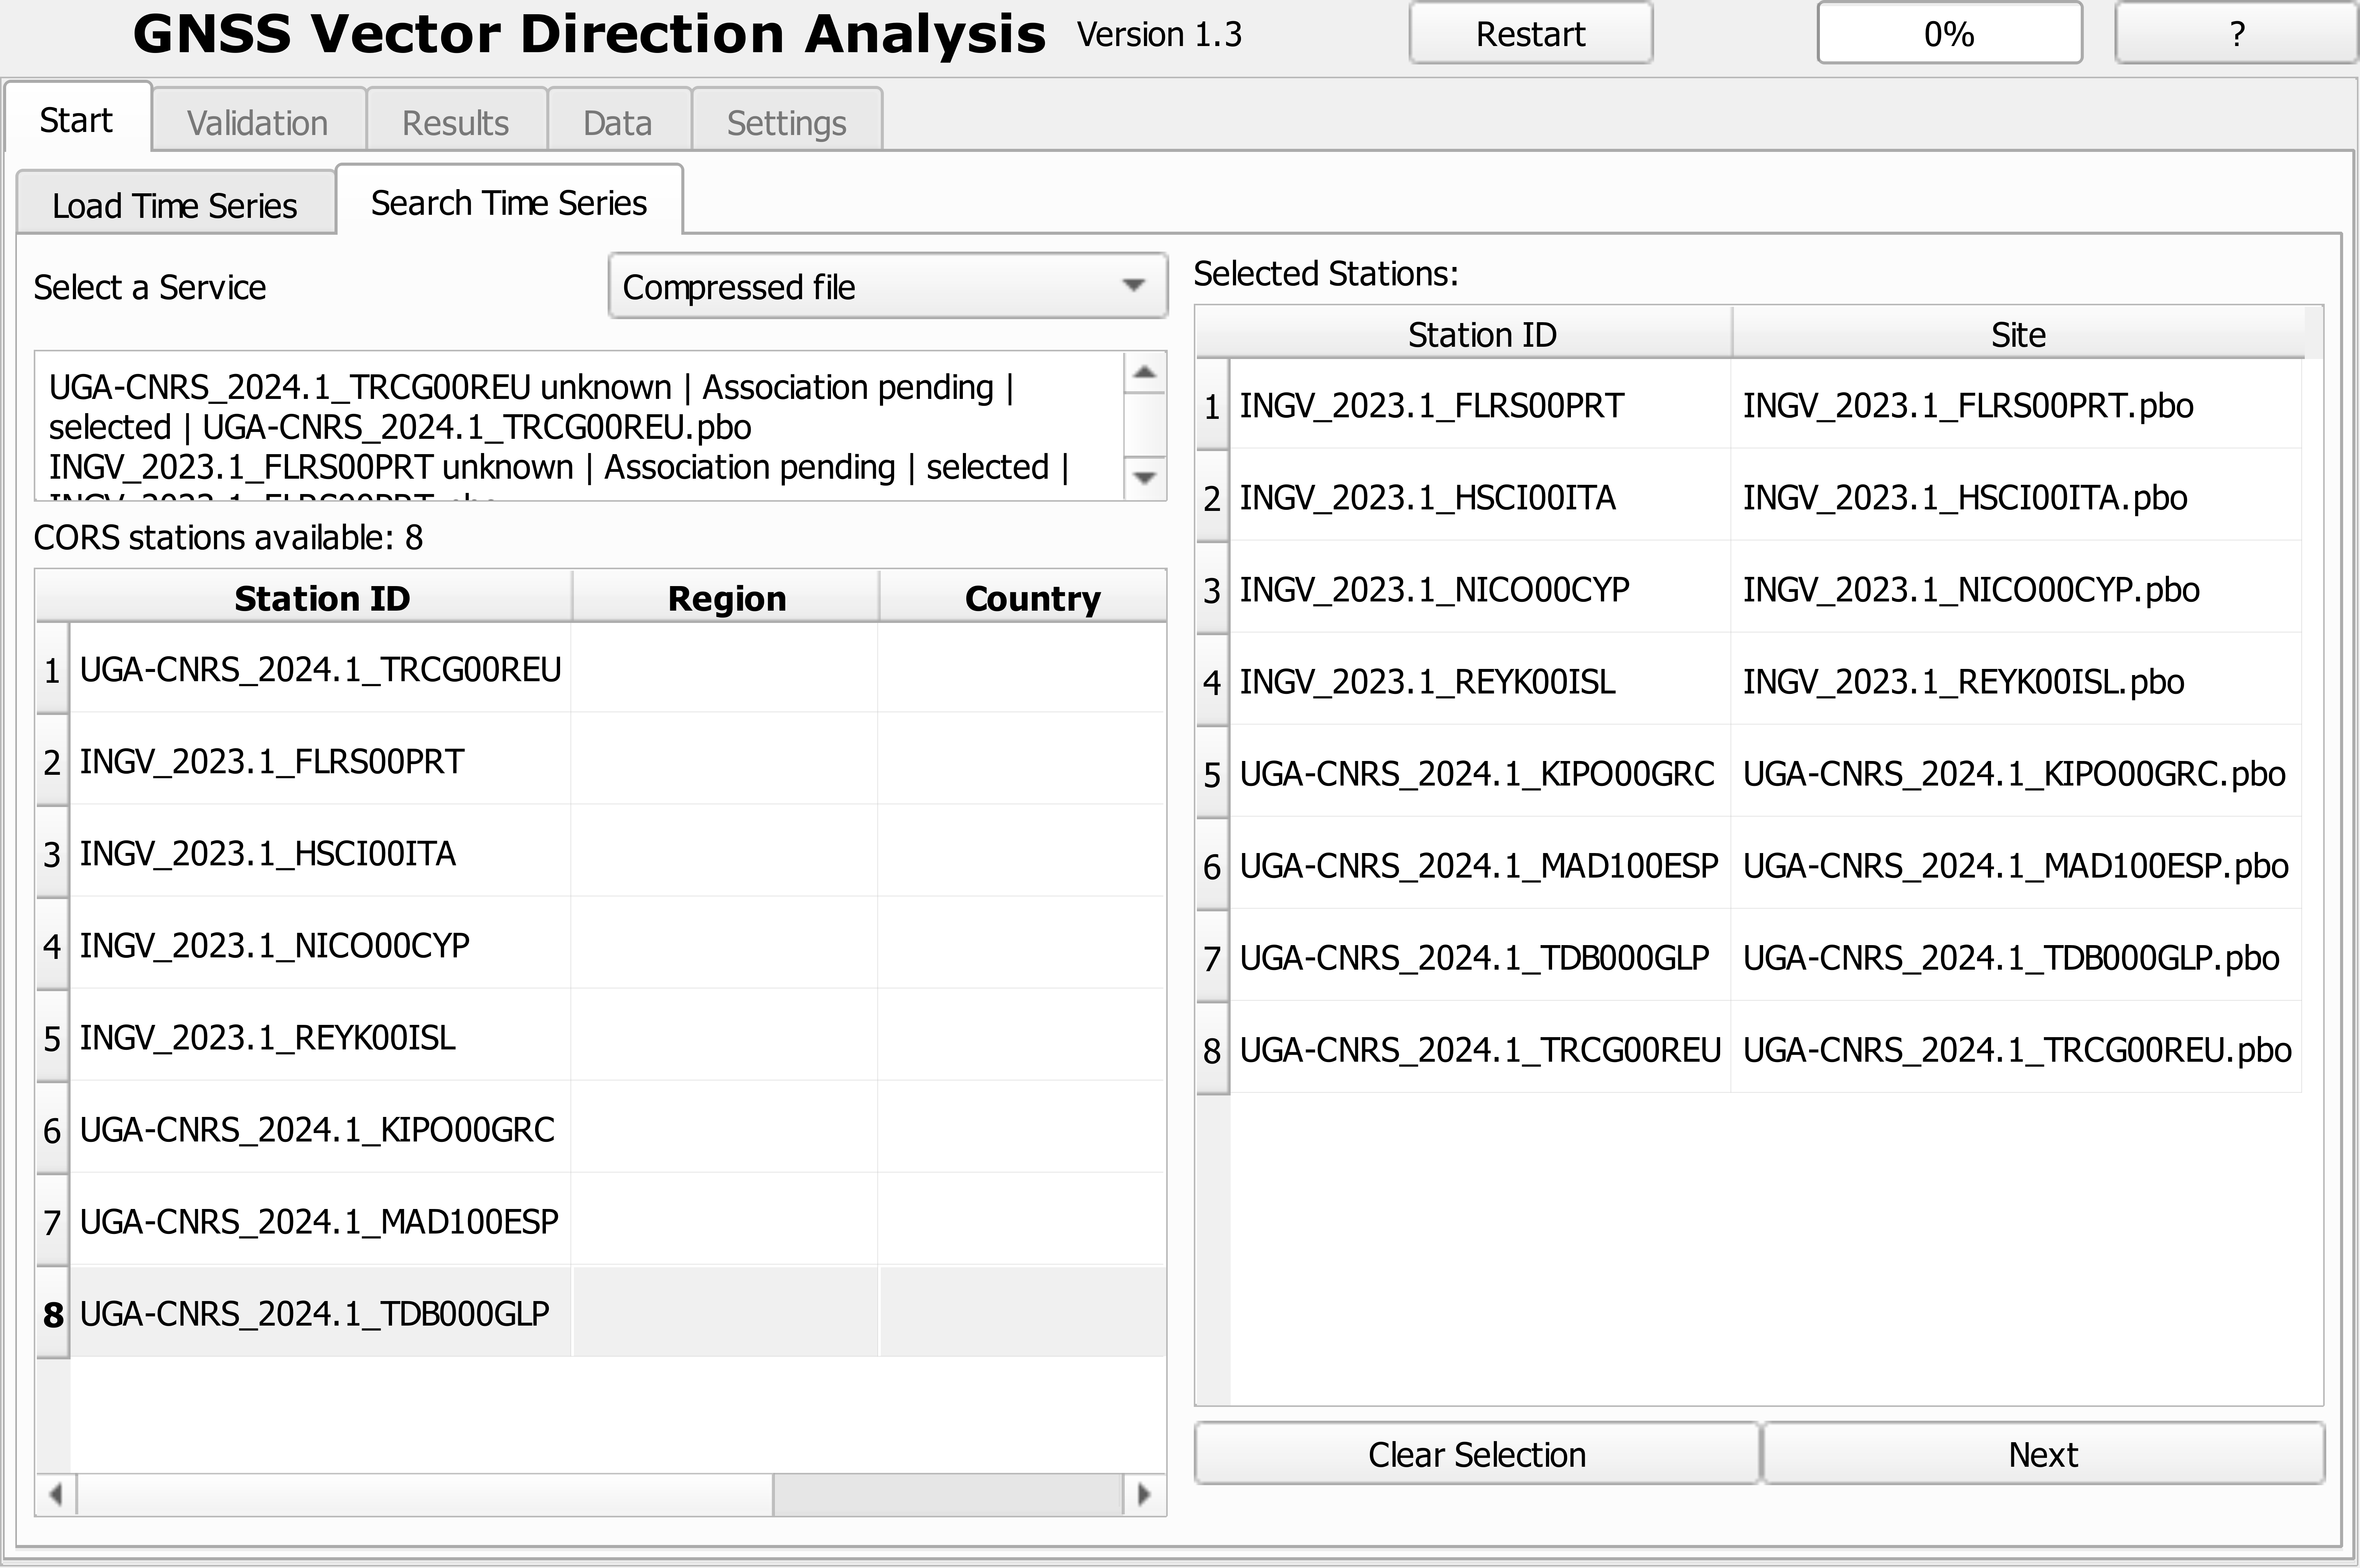 GNSS Vector Direction Analysis Version 1.3 Restart 0% ?
Start Validation Results Data Settings
Load Time Series Search Time Series
Select a Service Compressed file
UGA-CNRS_2024.1_TRCG00REU unknown | Association pending |
selected | UGA-CNRS_2024.1_TRCG00REU.pbo
INGV_2023.1_FLRS00PRT unknown | Association pending | selected |
INGV_2023.1_FLRS00PRT.pbo
CORS stations available: 8
Station ID Region Country
1 UGA-CNRS_2024.1_TRCG00REU
2 INGV_2023.1_FLRS00PRT
3 INGV_2023.1_HSCI00ITA
4 INGV_2023.1_NICO00CYP
5 INGV_2023.1_REYK00ISL
6 UGA-CNRS_2024.1_KIPO00GRC
7 UGA-CNRS_2024.1_MAD100ESP
8 UGA-CNRS_2024.1_TDB000GLP
Selected Stations:
Station ID Site
1 INGV_2023.1_FLRS00PRT INGV_2023.1_FLRS00PRT.pbo
2 INGV_2023.1_HSCI00ITA INGV_2023.1_HSCI00ITA.pbo
3 INGV_2023.1_NICO00CYP INGV_2023.1_NICO00CYP.pbo
4 INGV_2023.1_REYK00ISL INGV_2023.1_REYK00ISL.pbo
5 UGA-CNRS_2024.1_KIPO00GRC UGA-CNRS_2024.1_KIPO00GRC.pbo
6 UGA-CNRS_2024.1_MAD100ESP UGA-CNRS_2024.1_MAD100ESP.pbo
7 UGA-CNRS_2024.1_TDB000GLP UGA-CNRS_2024.1_TDB000GLP.pbo
8 UGA-CNRS_2024.1_TRCG00REU UGA-CNRS_2024.1_TRCG00REU.pbo
Clear Selection Next